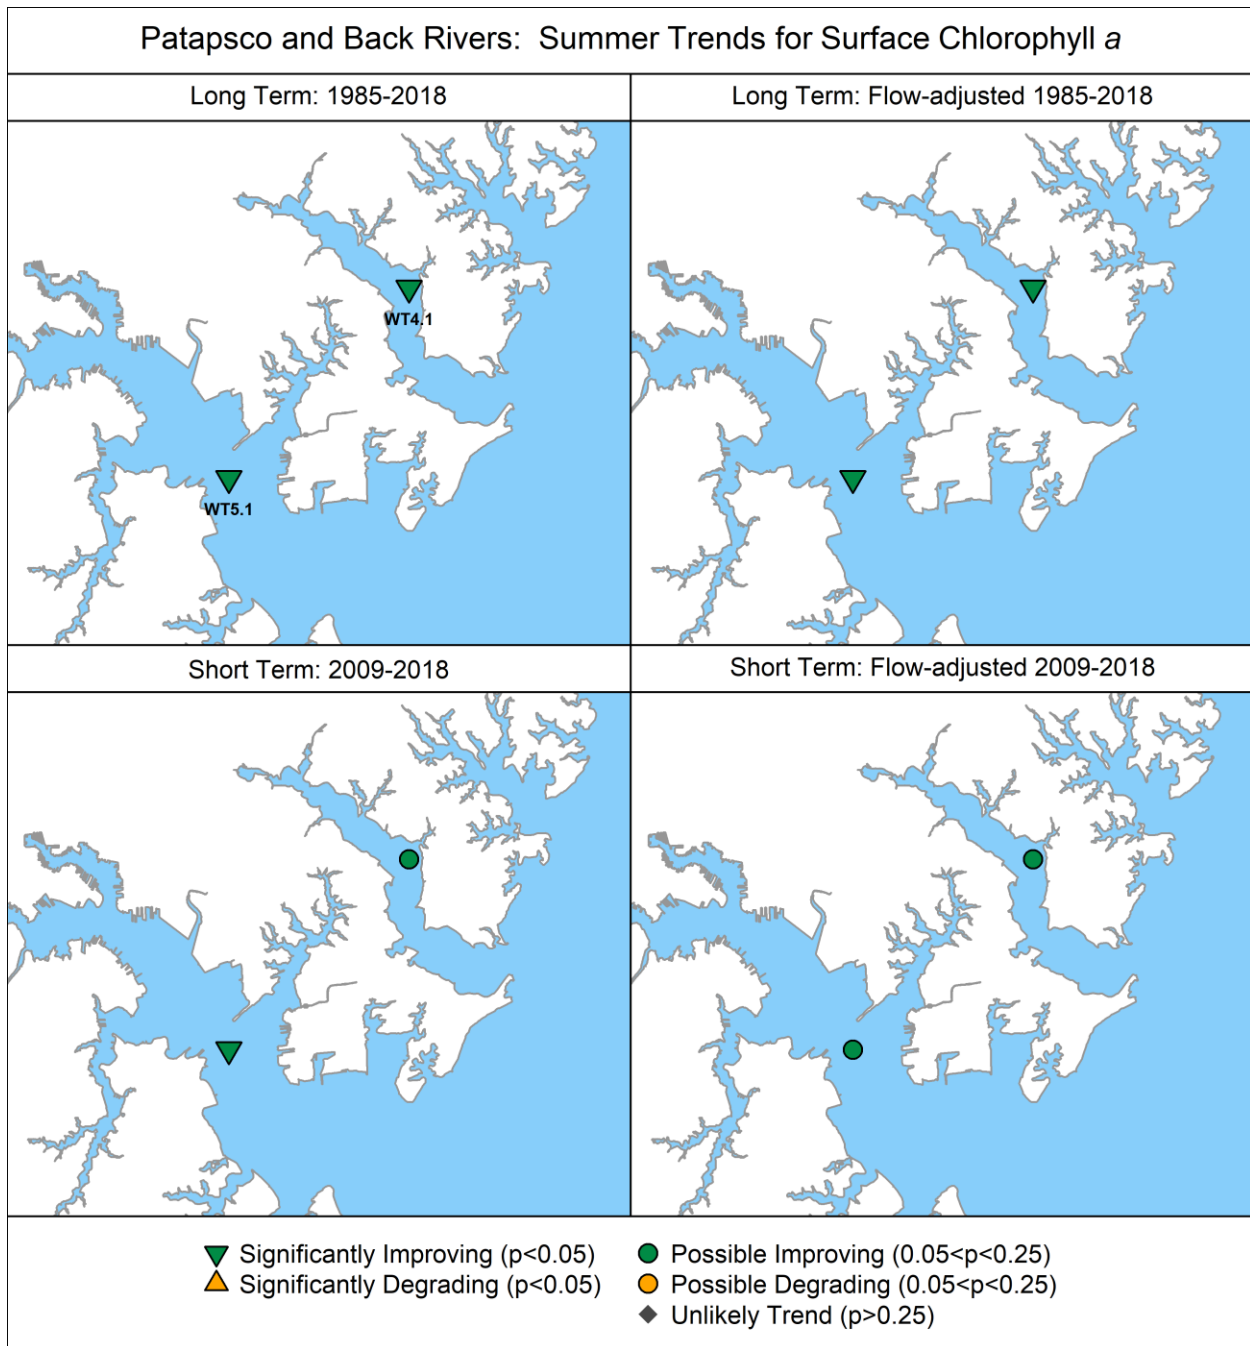 Patapsco and Back Rivers: Summer Trends for Surface Chlorophyll a
Long Term: 1985-2018
Long Term: Flow-adjusted 1985-2018
WT4.1
WT5.1
Short Term: 2009-2018
Short Term: Flow-adjusted 2009-2018
Significantly Improving (p<0.05)
Significantly Degrading (p<0.05)
Possible Improving (0.05<p<0.25)
Possible Degrading (0.05<p<0.25)
Unlikely Trend (p>0.25)